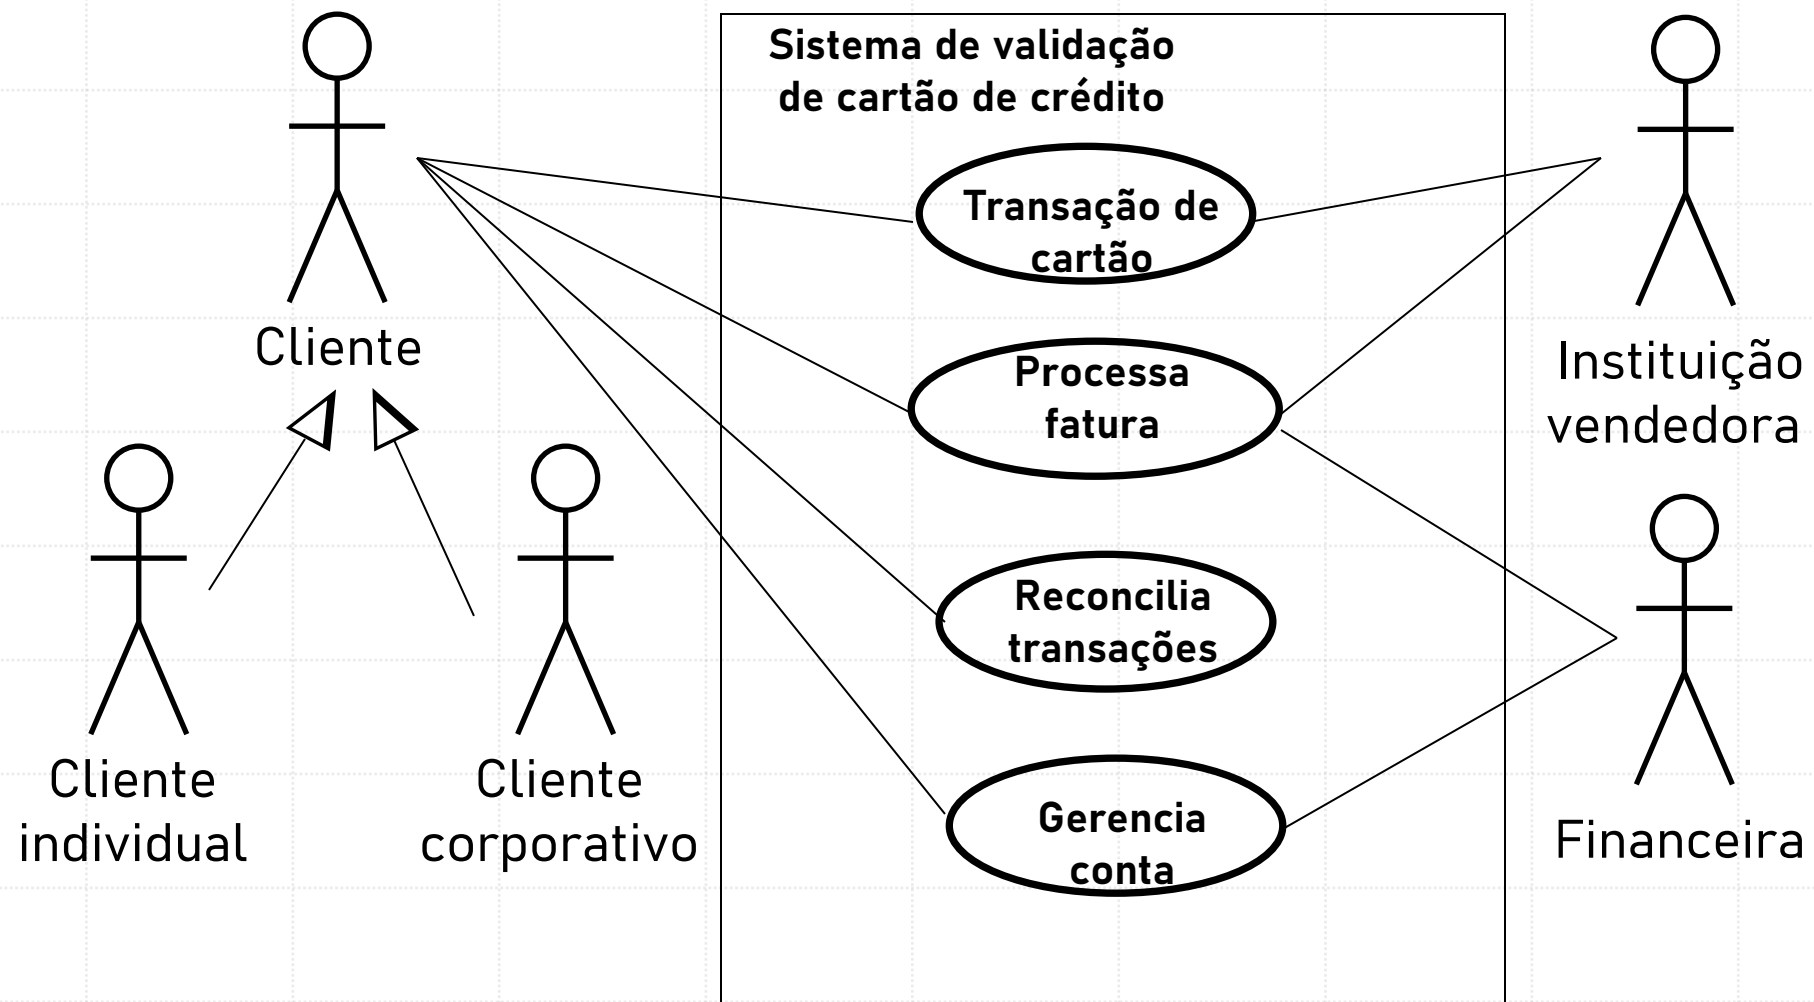 Sistema de validação
de cartão de crédito
Transação de
cartão
Cliente
Instituição
vendedora
Processa
fatura
Reconcilia
transações
Cliente
individual
Cliente
corporativo
Gerencia
conta
Financeira